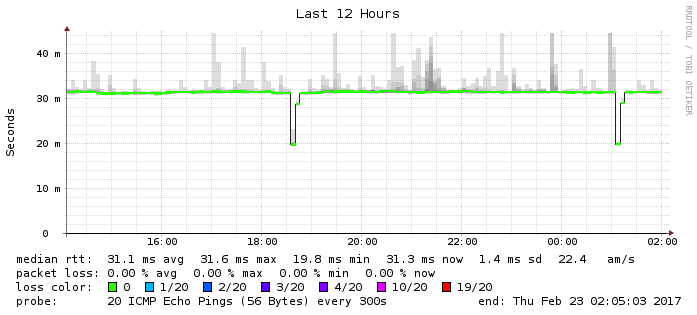 Last 12 Hours
RRDTOOL / TOBI OETIKER
Seconds
40 m
30 m
20 m
10 m
0
16:00 18:00 20:00 22:00 00:00 02:00
median rtt: 31.1 ms avg 31.6 ms max 19.8 ms min 31.3 ms now 1.4 ms sd 22.4 am/s
packet loss: 0.00 % avg 0.00 % max 0.00 % min 0.00 % now
loss color: 0 1/20 2/20 3/20 4/20 10/20 19/20
probe: 20 ICMP Echo Pings (56 Bytes) every 300s end: Thu Feb 23 02:05:03 2017